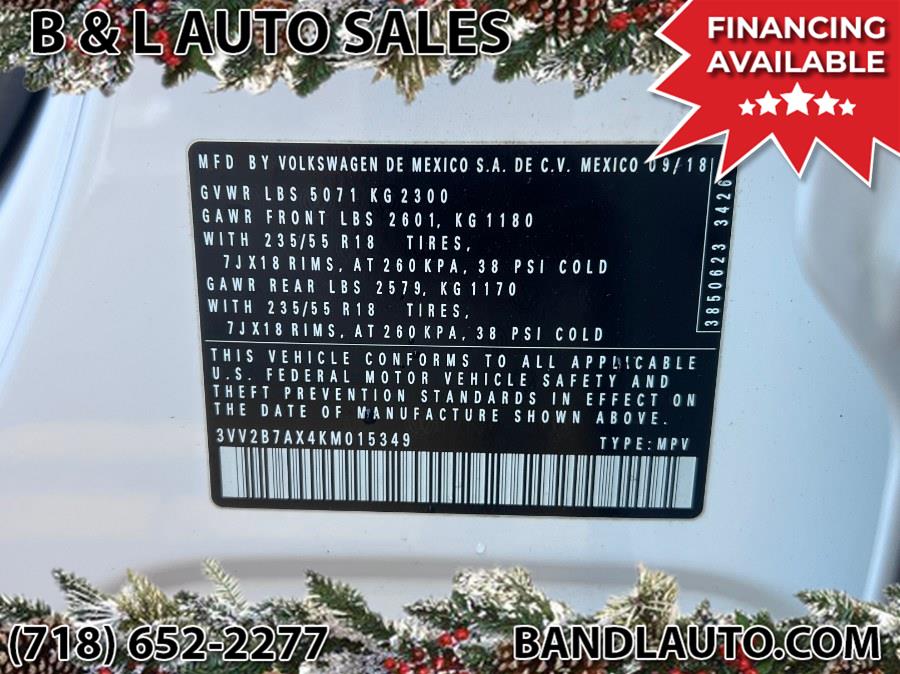 B & L AUTO SALES
FINANCING
AVAILABLE
MFD BY VOLKSWAGEN DE MEXICO S.A. DE C.V. MEXICO 09/18
GVWR LBS 5071 KG 2300
GAWR FRONT LBS 2601, KG 1180
WITH 235/55 R18 TIRES,
7JX18 RIMS, AT 260 KPA, 38 PSI COLD
GAWR REAR LBS 2579, KG 1170
WITH 235/55 R18 TIRES,
7JX18 RIMS, AT 260 KPA, 38 PSI COLD
3850623 3426
THIS VEHICLE CONFORMS TO ALL APPLICABLE
U.S. FEDERAL MOTOR VEHICLE SAFETY AND
THEFT PREVENTION STANDARDS IN EFFECT ON
THE DATE OF MANUFACTURE SHOWN ABOVE.
3VV2B7AX4KM015349 TYPE: MPV
(718) 652-2277
BANDLAUTO.COM